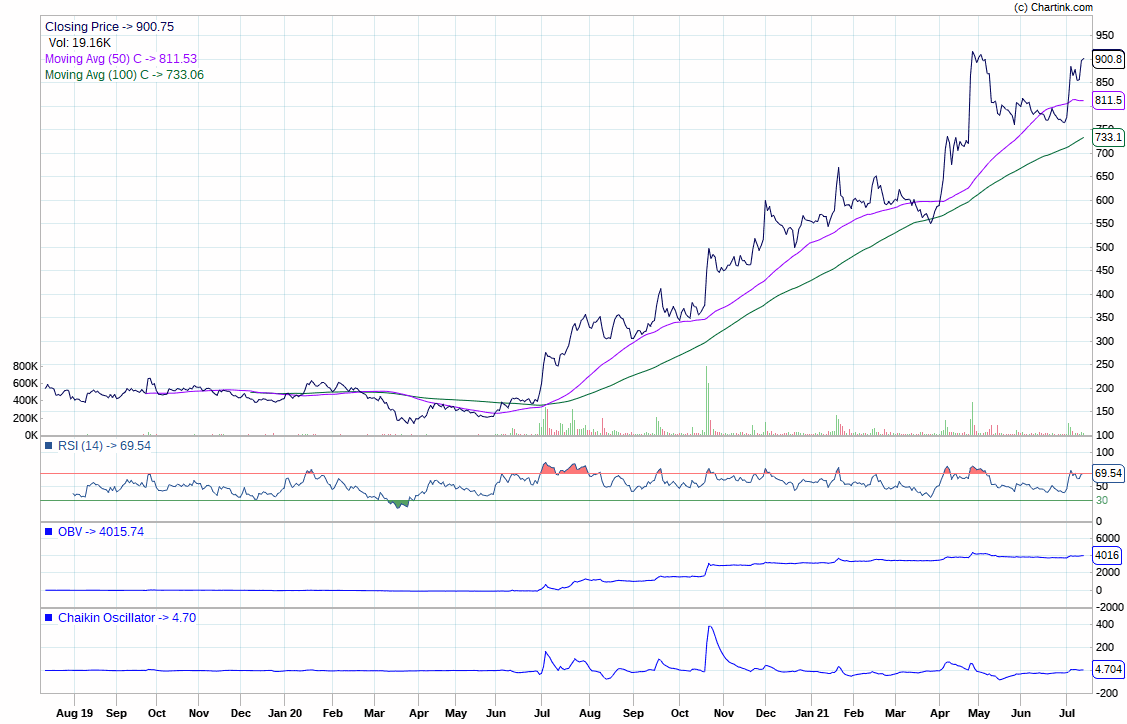 (c) Chartink.com
Closing Price -> 900.75
Vol: 19.16K
Moving Avg (50) C -> 811.53
Moving Avg (100) C -> 733.06
950
900.8
850
811.5
750
733.1
700
650
600
550
500
450
400
350
300
250
200
150
100
800K
600K
400K
200K
0K
RSI (14) -> 69.54
100
69.54
50
30
0
OBV -> 4015.74
6000
4016
2000
0
-2000
Chaikin Oscillator -> 4.70
400
200
4.704
-200
Aug 19 Sep Oct Nov Dec Jan 20 Feb Mar Apr May Jun Jul Aug Sep Oct Nov Dec Jan 21 Feb Mar Apr May Jun Jul